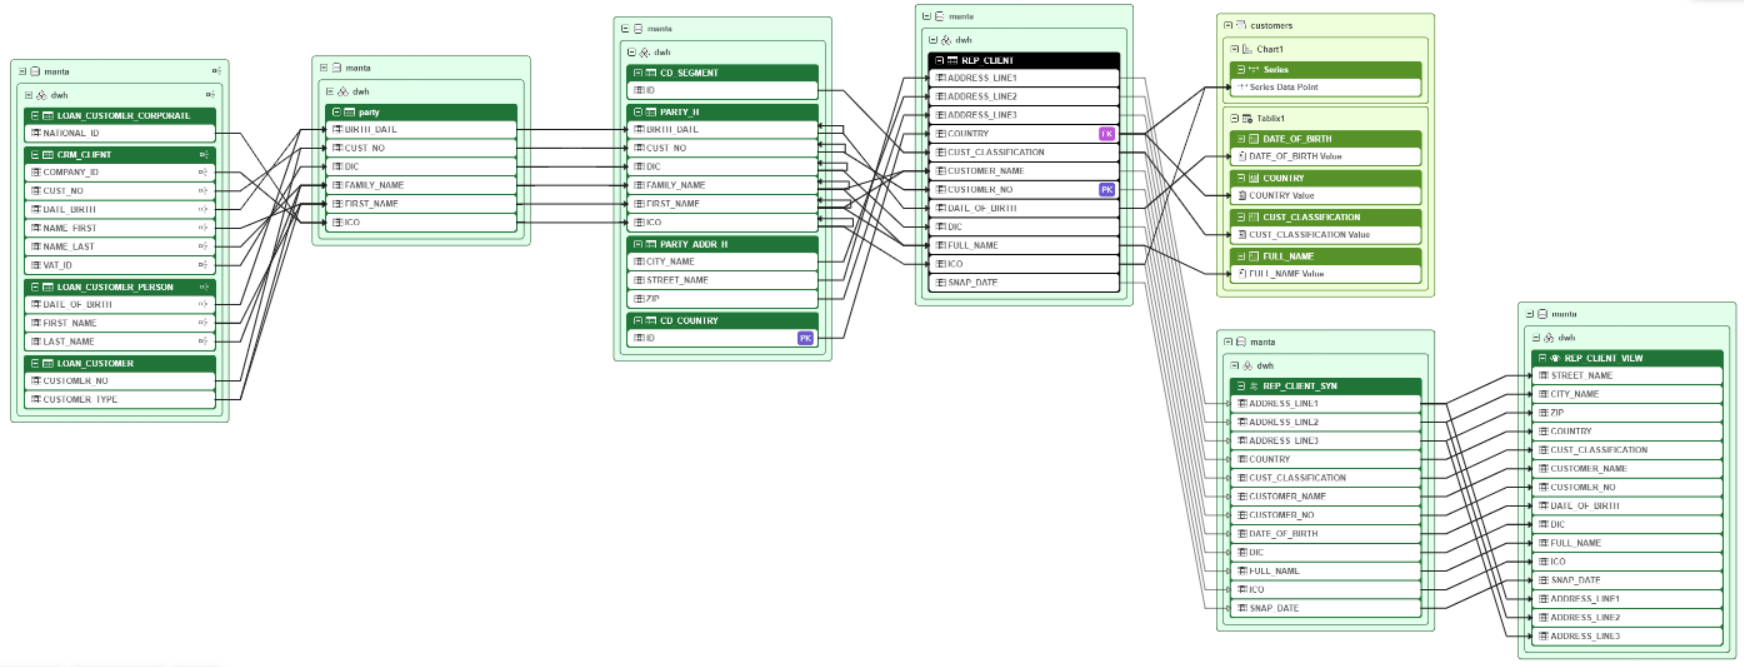 manta
dwh
LOAN_CUSTOMER_CORPORATE
NATIONAL_ID
CRM_CLIENT
COMPANY_ID
CUST_NO
DATE_BIRTH
NAME_FIRST
NAME_LAST
VAT_ID
LOAN_CUSTOMER_PERSON
DATE_OF_BIRTH
FIRST_NAME
LAST_NAME
LOAN_CUSTOMER
CUSTOMER_NO
CUSTOMER_TYPE
manta
dwh
party
BIRTH_DATE
CUST_NO
DIC
FAMILY_NAME
FIRST_NAME
ICO
manta
dwh
CD_SEGMENT
ID
PARTY_H
BIRTH_DATE
CUST_NO
DIC
FAMILY_NAME
FIRST_NAME
ICO
PARTY_ADDR_H
CITY_NAME
STREET_NAME
ZIP
CD_COUNTRY
ID PK
manta
dwh
REP_CLIENT
ADDRESS_LINE1
ADDRESS_LINE2
ADDRESS_LINE3
COUNTRY FK
CUST_CLASSIFICATION
CUSTOMER_NAME
CUSTOMER_NO PK
DATE_OF_BIRTH
DIC
FULL_NAME
ICO
SNAP_DATE
customers
Chart1
Series
Series Data Point
Tablix1
DATE_OF_BIRTH
DATE_OF_BIRTH Value
COUNTRY
COUNTRY Value
CUST_CLASSIFICATION
CUST_CLASSIFICATION Value
FULL_NAME
FULL_NAME Value
manta
dwh
REP_CLIENT_SYN
ADDRESS_LINE1
ADDRESS_LINE2
ADDRESS_LINE3
COUNTRY
CUST_CLASSIFICATION
CUSTOMER_NAME
CUSTOMER_NO
DATE_OF_BIRTH
DIC
FULL_NAME
ICO
SNAP_DATE
manta
dwh
REP_CLIENT_VIEW
STREET_NAME
CITY_NAME
ZIP
COUNTRY
CUST_CLASSIFICATION
CUSTOMER_NAME
CUSTOMER_NO
DATE_OF_BIRTH
DIC
FULL_NAME
ICO
SNAP_DATE
ADDRESS_LINE1
ADDRESS_LINE2
ADDRESS_LINE3